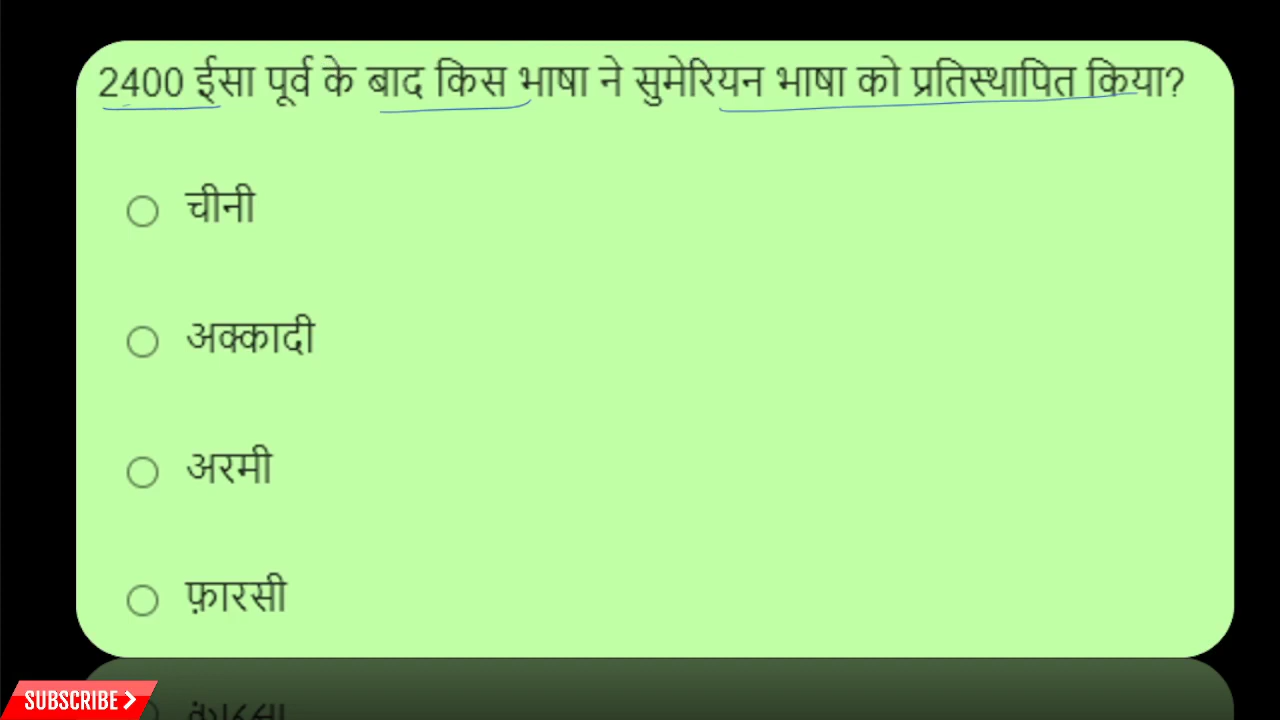 2400 ईसा पूर्व के बाद किस भाषा ने सुमेरियन भाषा को प्रतिस्थापित किया?
चीनी
अक्कादी
अरमी
फ़ारसी
SUBSCRIBE